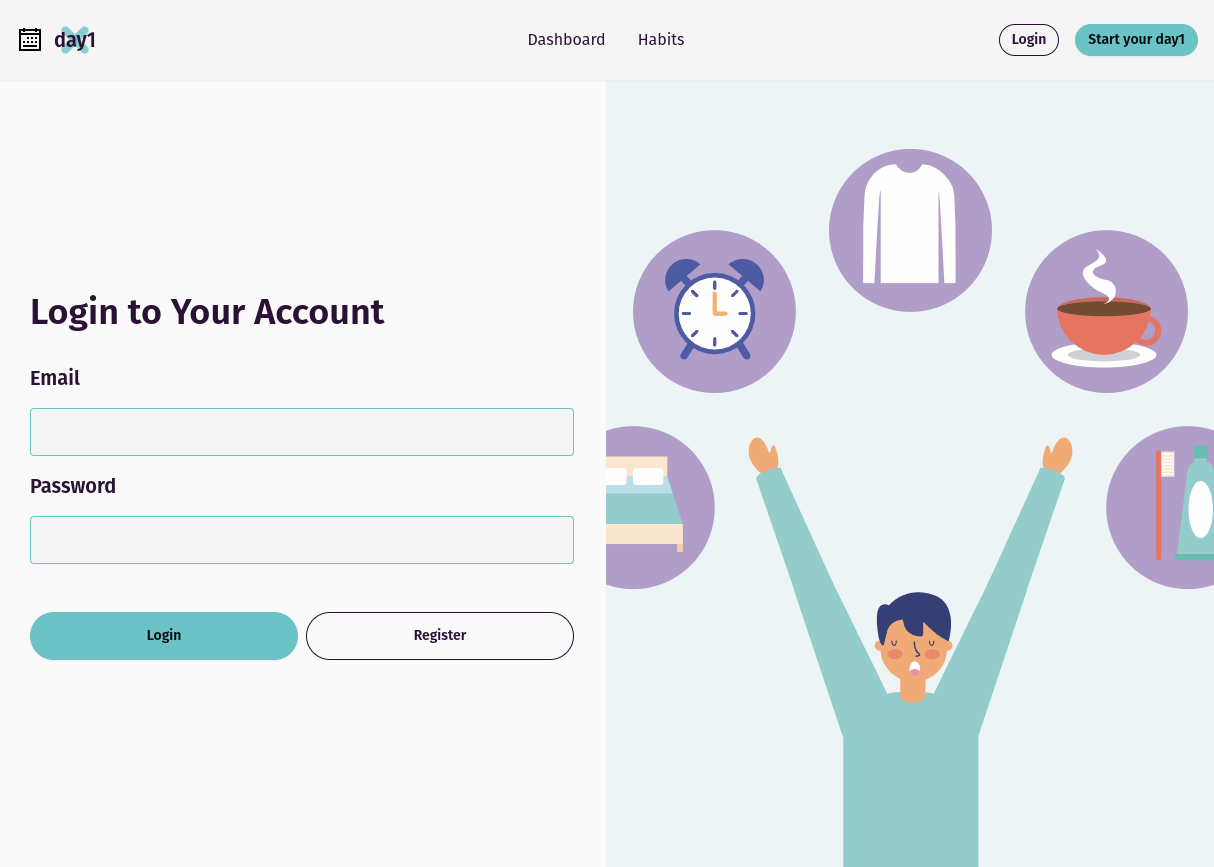 day1
Dashboard
Habits
Login
Start your day1
Login to Your Account
Email
Password
Login
Register